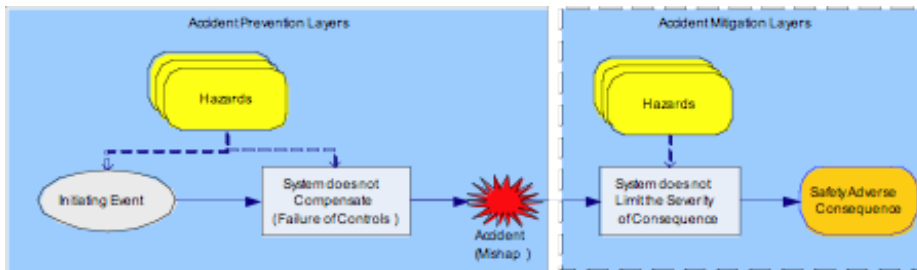 Accident Prevention Layers
Accident Mitigation Layers
Hazards
Hazards
Initiating Event
System does not
Compensate
(Failure of Controls )
Accident
(Mishap )
System does not
Limit the Severity
of Consequence
Safety Adverse
Consequence